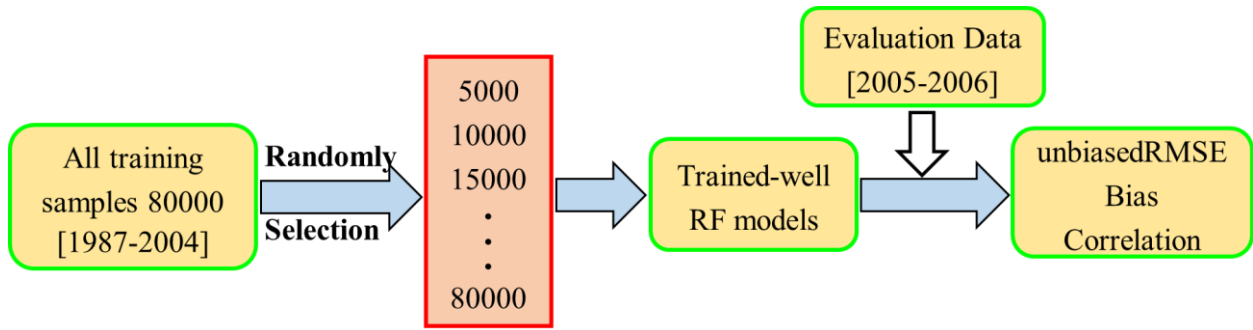 All training
samples 80000
[1987-2004]
Randomly
Selection
5000
10000
15000
.
.
.
80000
Trained-well
RF models
Evaluation Data
[2005-2006]
unbiasedRMSE
Bias
Correlation